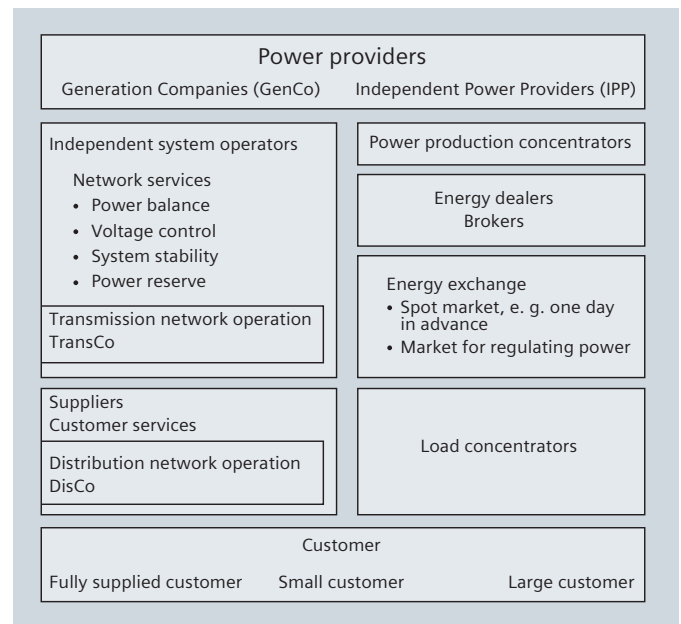 Power providers
Generation Companies (GenCo) Independent Power Providers (IPP)
Independent system operators
Network services
• Power balance
• Voltage control
• System stability
• Power reserve
Transmission network operation
TransCo
Power production concentrators
Energy dealers
Brokers
Energy exchange
• Spot market, e. g. one day
in advance
• Market for regulating power
Suppliers
Customer services
Distribution network operation
DisCo
Load concentrators
Customer
Fully supplied customer Small customer Large customer